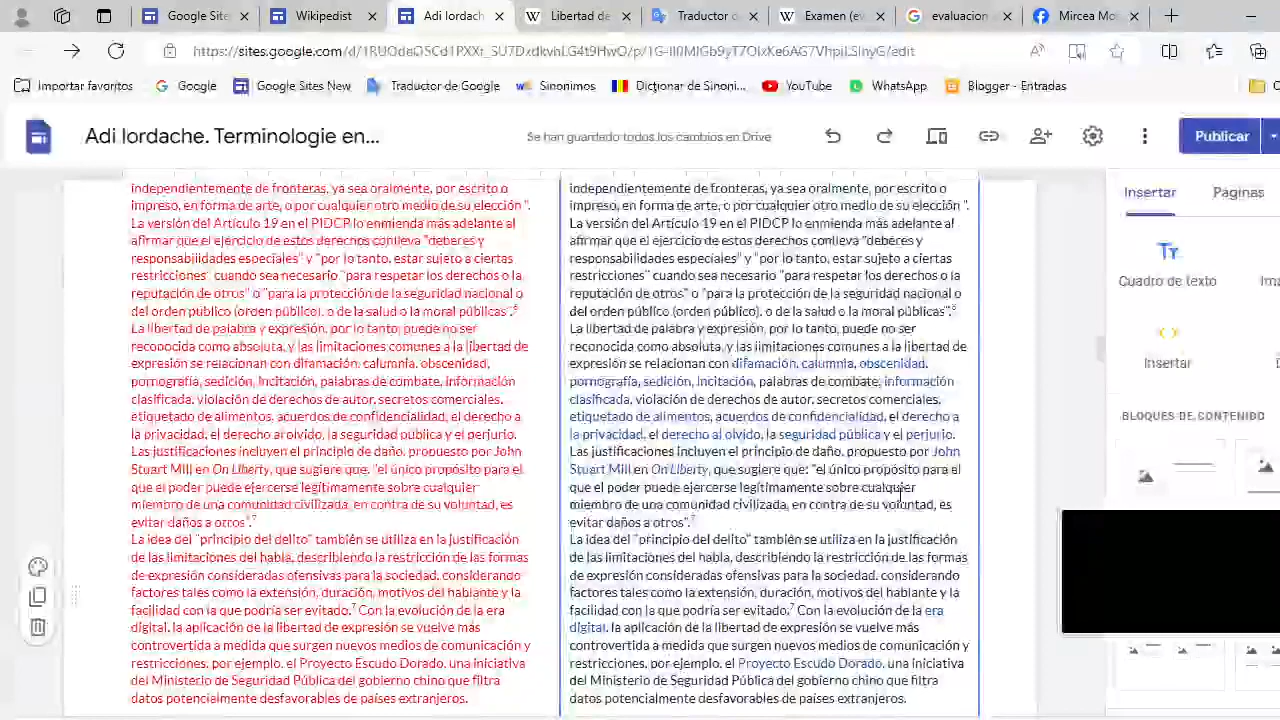 Google Sites
Wikipedist
Adi Iordach
Libertad de
Traductor d
Examen (ev
evaluacion
Mircea Mo
https://sites.google.com/d/
Importar favoritos
Google
Google Sites New
Traductor de Google
Sinonimos
Dicționar de Sinoni...
YouTube
WhatsApp
Blogger - Entradas
Adi Iordache. Terminologie en...
Se han guardado todos los cambios en Drive
Publicar
independientemente de fronteras, ya sea oralmente, por escrito o
impreso, en forma de arte, o por cualquier otro medio de su elección ".
La versión del Artículo 19 en el PIDCP lo enmienda más adelante al
afirmar que el ejercicio de estos derechos conlleva "deberes y
responsabilidades especiales" y "por lo tanto, estar sujeto a ciertas
restricciones" cuando sea necesario "para respetar los derechos o la
reputación de otros" o "para la protección de la seguridad nacional o
del orden público (orden público), o de la salud o la moral públicas".⁶
La libertad de palabra y expresión, por lo tanto, puede no ser
reconocida como absoluta, y las limitaciones comunes a la libertad de
expresión se relacionan con difamación, calumnia, obscenidad,
pornografía, sedición, incitación, palabras de combate, información
clasificada, violación de derechos de autor, secretos comerciales,
etiquetado de alimentos, acuerdos de confidencialidad, el derecho a
la privacidad, el derecho al olvido, la seguridad pública y el perjurio.
Las justificaciones incluyen el principio de daño, propuesto por John
Stuart Mill en On Liberty, que sugiere que: "el único propósito para el
que el poder puede ejercerse legítimamente sobre cualquier
miembro de una comunidad civilizada, en contra de su voluntad, es
evitar daños a otros".⁷
La idea del "principio del delito" también se utiliza en la justificación
de las limitaciones del habla, describiendo la restricción de las formas
de expresión consideradas ofensivas para la sociedad, considerando
factores tales como la extensión, duración, motivos del hablante y la
facilidad con la que podría ser evitado.⁷ Con la evolución de la era
digital, la aplicación de la libertad de expresión se vuelve más
controvertida a medida que surgen nuevos medios de comunicación y
restricciones, por ejemplo, el Proyecto Escudo Dorado, una iniciativa
del Ministerio de Seguridad Pública del gobierno chino que filtra
datos potencialmente desfavorables de países extranjeros.
independientemente de fronteras, ya sea oralmente, por escrito o
impreso, en forma de arte, o por cualquier otro medio de su elección ".
La versión del Artículo 19 en el PIDCP lo enmienda más adelante al
afirmar que el ejercicio de estos derechos conlleva "deberes y
responsabilidades especiales" y "por lo tanto, estar sujeto a ciertas
restricciones" cuando sea necesario "para respetar los derechos o la
reputación de otros" o "para la protección de la seguridad nacional o
del orden público (orden público), o de la salud o la moral públicas".⁶
La libertad de palabra y expresión, por lo tanto, puede no ser
reconocida como absoluta, y las limitaciones comunes a la libertad de
expresión se relacionan con difamación, calumnia, obscenidad,
pornografía, sedición, incitación, palabras de combate, información
clasificada, violación de derechos de autor, secretos comerciales,
etiquetado de alimentos, acuerdos de confidencialidad, el derecho a
la privacidad, el derecho al olvido, la seguridad pública y el perjurio.
Las justificaciones incluyen el principio de daño, propuesto por John
Stuart Mill en On Liberty, que sugiere que: "el único propósito para el
que el poder puede ejercerse legítimamente sobre cualquier
miembro de una comunidad civilizada, en contra de su voluntad, es
evitar daños a otros".⁷
La idea del "principio del delito" también se utiliza en la justificación
de las limitaciones del habla, describiendo la restricción de las formas
de expresión consideradas ofensivas para la sociedad, considerando
factores tales como la extensión, duración, motivos del hablante y la
facilidad con la que podría ser evitado.⁷ Con la evolución de la era
digital, la aplicación de la libertad de expresión se vuelve más
controvertida a medida que surgen nuevos medios de comunicación y
restricciones, por ejemplo, el Proyecto Escudo Dorado, una iniciativa
del Ministerio de Seguridad Pública del gobierno chino que filtra
datos potencialmente desfavorables de países extranjeros.
Insertar
Páginas
Cuadro de texto
Insertar
BLOQUES DE CONTENIDO